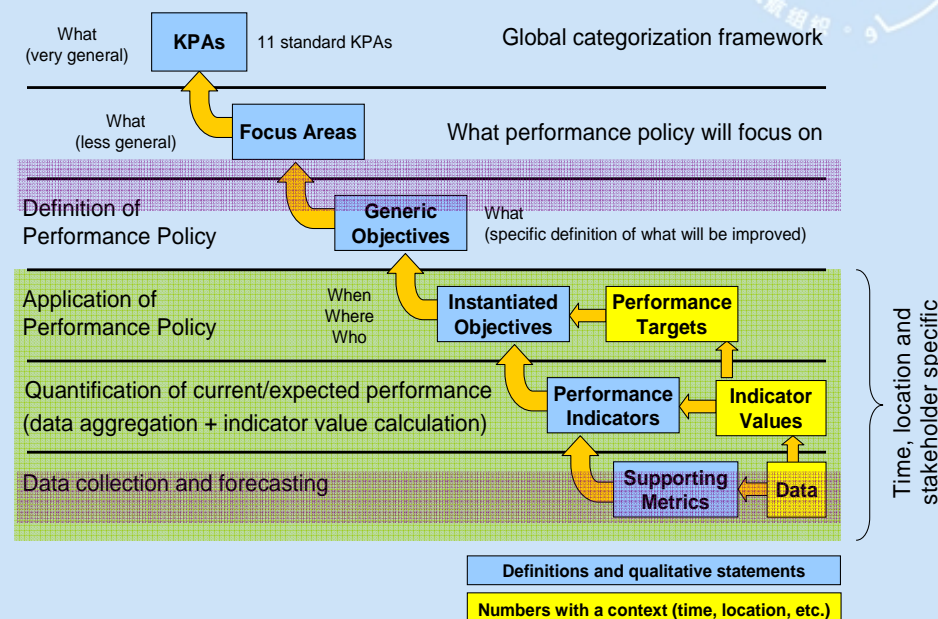 What
(very general)
KPAs
11 standard KPAs
Global categorization framework
What
(less general)
Focus Areas
What performance policy will focus on
Definition of
Performance Policy
Generic
Objectives
What
(specific definition of what will be improved)
Application of
Performance Policy
When
Where
Who
Instantiated
Objectives
Performance
Targets
Quantification of current/expected performance
(data aggregation + indicator value calculation)
Performance
Indicators
Indicator
Values
Data collection and forecasting
Supporting
Metrics
Data
Time, location and
stakeholder specific
Definitions and qualitative statements
Numbers with a context (time, location, etc.)
组织